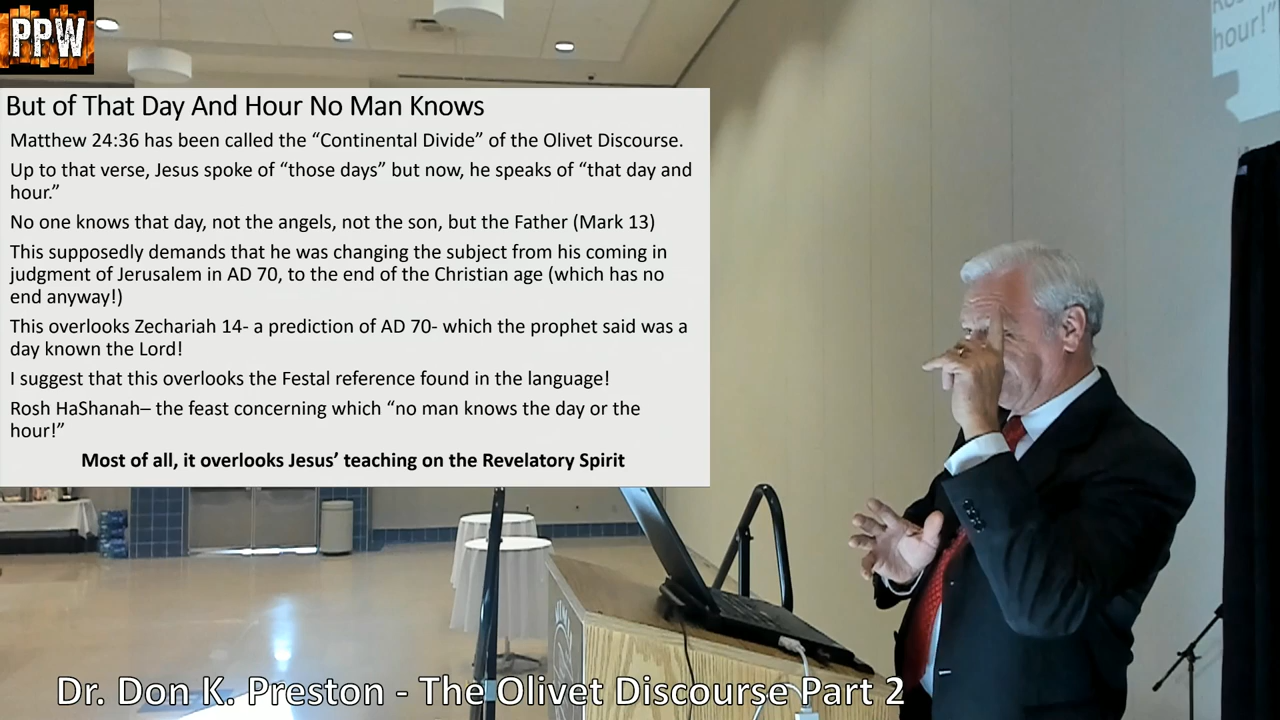 PPW
But of That Day And Hour No Man Knows
Matthew 24:36 has been called the “Continental Divide” of the Olivet Discourse.
Up to that verse, Jesus spoke of “those days” but now, he speaks of “that day and
hour.”
No one knows that day, not the angels, not the son, but the Father (Mark 13)
This supposedly demands that he was changing the subject from his coming in
judgment of Jerusalem in AD 70, to the end of the Christian age (which has no
end anyway!)
This overlooks Zechariah 14- a prediction of AD 70- which the prophet said was a
day known the Lord!
I suggest that this overlooks the Festal reference found in the language!
Rosh HaShanah– the feast concerning which “no man knows the day or the
hour!”
Most of all, it overlooks Jesus’ teaching on the Revelatory Spirit
hour!”
Dr. Don K. Preston - The Olivet Discourse Part 2